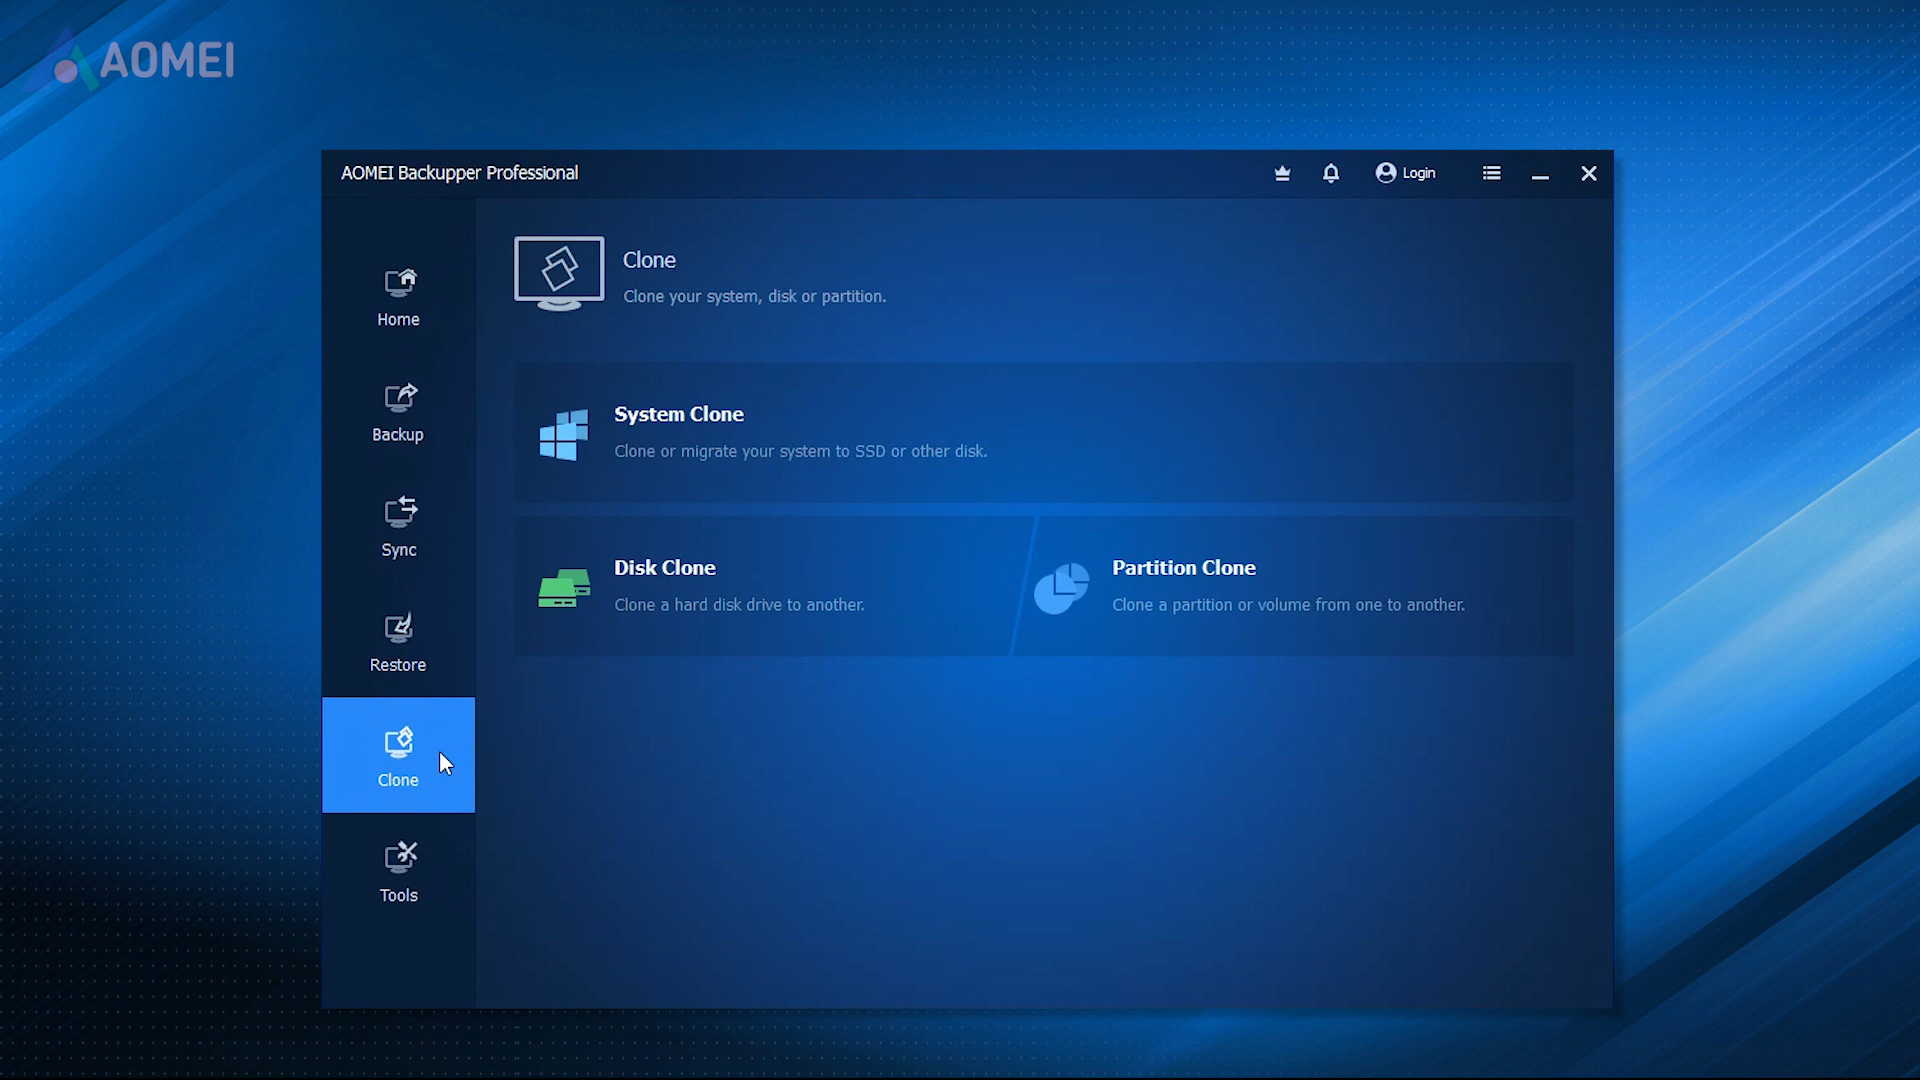 AOMEI
AOMEI Backupper Professional
Login
Home
Backup
Sync
Restore
Clone
Tools
Clone
Clone your system, disk or partition.
System Clone
Clone or migrate your system to SSD or other disk.
Disk Clone
Clone a hard disk drive to another.
Partition Clone
Clone a partition or volume from one to another.